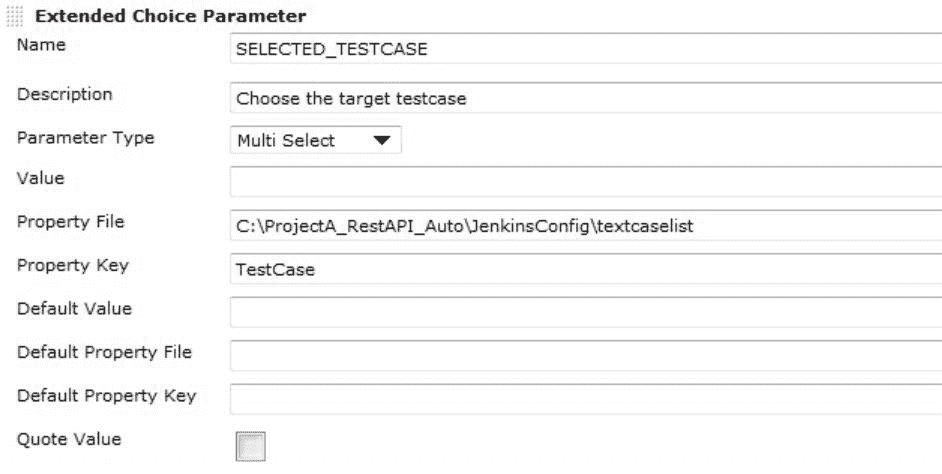 Extended Choice Parameter
Name SELECTED_TESTCASE
Description Choose the target testcase
Parameter Type Multi Select
Value
Property File C:\ProjectA_RestAPI_Auto\JenkinsConfig\textcaselist
Property Key TestCase
Default Value
Default Property File
Default Property Key
Quote Value